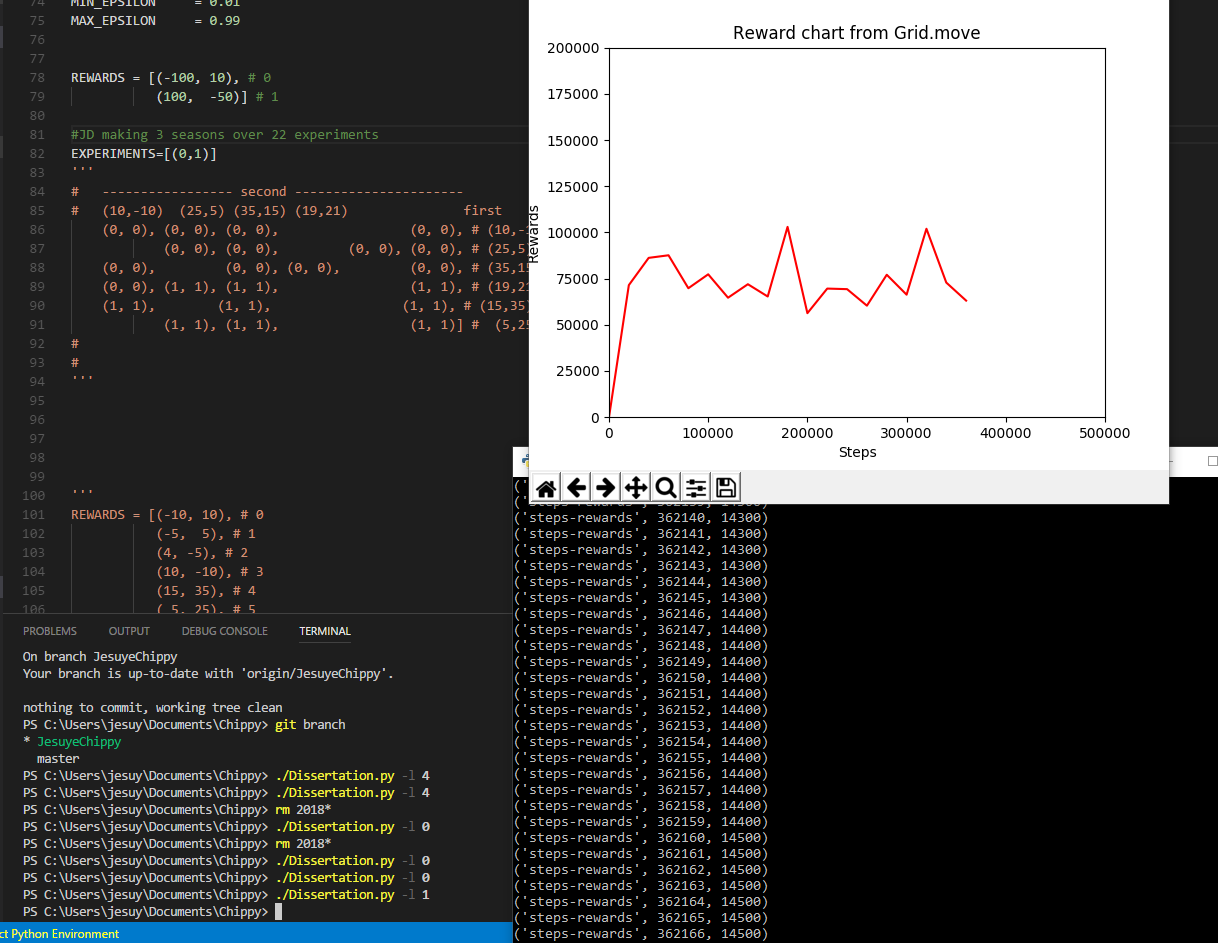 74 MIN_EPSILON = 0.01
75 MAX_EPSILON = 0.99
76
77
78 REWARDS = [(-100, 10), # 0
79 (100, -50)] # 1
80
81 #JD making 3 seasons over 22 experiments
82 EXPERIMENTS=[(0,1)]
83 '''
84 # ----------------- second ----------------------
85 # (10,-10) (25,5) (35,15) (19,21) first
86 (0, 0), (0, 0), (0, 0), (0, 0), # (10,-1
87 (0, 0), (0, 0), (0, 0), (0, 0), # (25,5
88 (0, 0), (0, 0), (0, 0), (0, 0), # (35,15
89 (0, 0), (1, 1), (1, 1), (1, 1), # (19,21
90 (1, 1), (1, 1), (1, 1), # (15,35)
91 (1, 1), (1, 1), (1, 1)] # (5,25
92 #
93 #
94 '''
95
96
97
98
99
100 '''
101 REWARDS = [(-10, 10), # 0
102 (-5, 5), # 1
103 (4, -5), # 2
104 (10, -10), # 3
105 (15, 35), # 4
106 ( 5, 25), # 5
PROBLEMS OUTPUT DEBUG CONSOLE TERMINAL
On branch JesuyeChippy
Your branch is up-to-date with 'origin/JesuyeChippy'.
nothing to commit, working tree clean
PS C:\Users\jesuy\Documents\Chippy> git branch
* JesuyeChippy
master
PS C:\Users\jesuy\Documents\Chippy> ./Dissertation.py -l 4
PS C:\Users\jesuy\Documents\Chippy> ./Dissertation.py -l 4
PS C:\Users\jesuy\Documents\Chippy> rm 2018*
PS C:\Users\jesuy\Documents\Chippy> ./Dissertation.py -l 0
PS C:\Users\jesuy\Documents\Chippy> rm 2018*
PS C:\Users\jesuy\Documents\Chippy> ./Dissertation.py -l 0
PS C:\Users\jesuy\Documents\Chippy> ./Dissertation.py -l 0
PS C:\Users\jesuy\Documents\Chippy> ./Dissertation.py -l 1
PS C:\Users\jesuy\Documents\Chippy>
ct Python Environment
Reward chart from Grid.move
200000
175000
150000
125000
100000
75000
50000
25000
0
Rewards
0 100000 200000 300000 400000 500000
Steps
('steps-rewards', 362140, 14300)
('steps-rewards', 362141, 14300)
('steps-rewards', 362142, 14300)
('steps-rewards', 362143, 14300)
('steps-rewards', 362144, 14300)
('steps-rewards', 362145, 14300)
('steps-rewards', 362146, 14400)
('steps-rewards', 362147, 14400)
('steps-rewards', 362148, 14400)
('steps-rewards', 362149, 14400)
('steps-rewards', 362150, 14400)
('steps-rewards', 362151, 14400)
('steps-rewards', 362152, 14400)
('steps-rewards', 362153, 14400)
('steps-rewards', 362154, 14400)
('steps-rewards', 362155, 14400)
('steps-rewards', 362156, 14400)
('steps-rewards', 362157, 14400)
('steps-rewards', 362158, 14400)
('steps-rewards', 362159, 14400)
('steps-rewards', 362160, 14500)
('steps-rewards', 362161, 14500)
('steps-rewards', 362162, 14500)
('steps-rewards', 362163, 14500)
('steps-rewards', 362164, 14500)
('steps-rewards', 362165, 14500)
('steps-rewards', 362166, 14500)